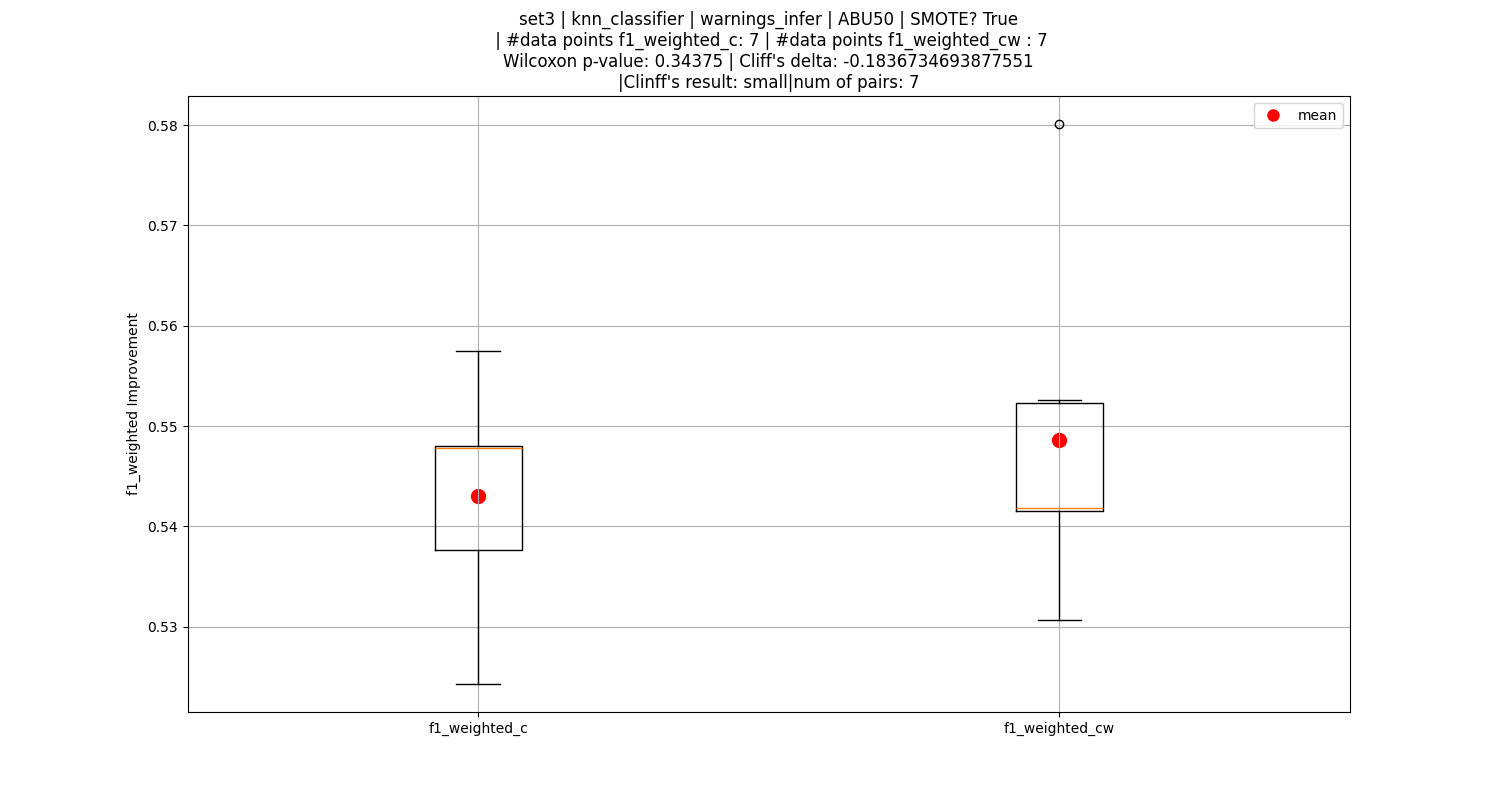 set3 | knn_classifier | warnings_infer | ABU50 | SMOTE? True
| #data points f1_weighted_c: 7 | #data points f1_weighted_cw : 7
Wilcoxon p-value: 0.34375 | Cliff's delta: -0.1836734693877551
|Clinff's result: small|num of pairs: 7
mean
f1_weighted Improvement
0.58
0.57
0.56
0.55
0.54
0.53
f1_weighted_c
f1_weighted_cw